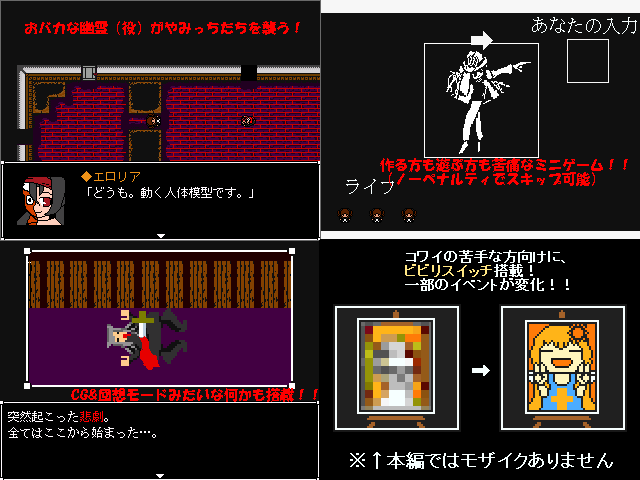 おバカな幽霊（役）がやみっちだちを襲う！
◆エロリア
「どうも。動く人体模型です。」
あなたの入力
作る方も遊ぶ方も苦痛なミニゲーム！！
ライフ
ノーペナルティでスキップ可能）
CG&回想モードみたいな何かも搭載！！
突然起こった悲劇。
全てはここから始まった…。
コワイの苦手な方向けに、
ビビリスイッチ搭載！
一部のイベントが変化！！
※↑本編ではモザイクありません